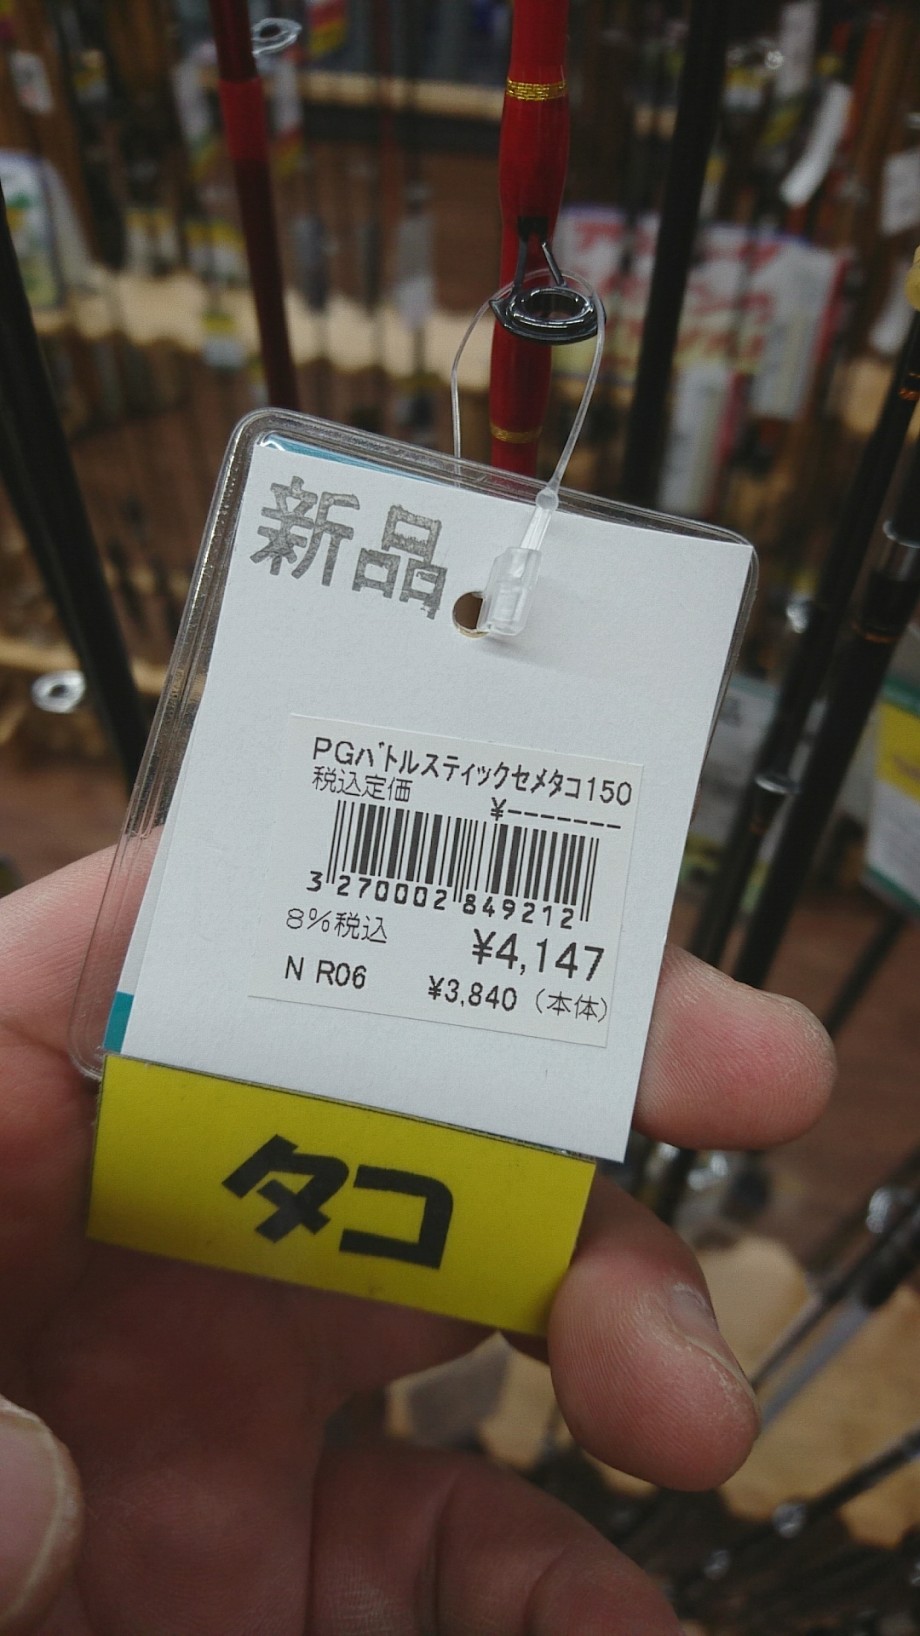 新品
PGバトルスティックセメタコ150
税込定価
¥-------
3 270002 849212
8%税込
¥4,147
N R06
¥3,840 (本体)
タコ